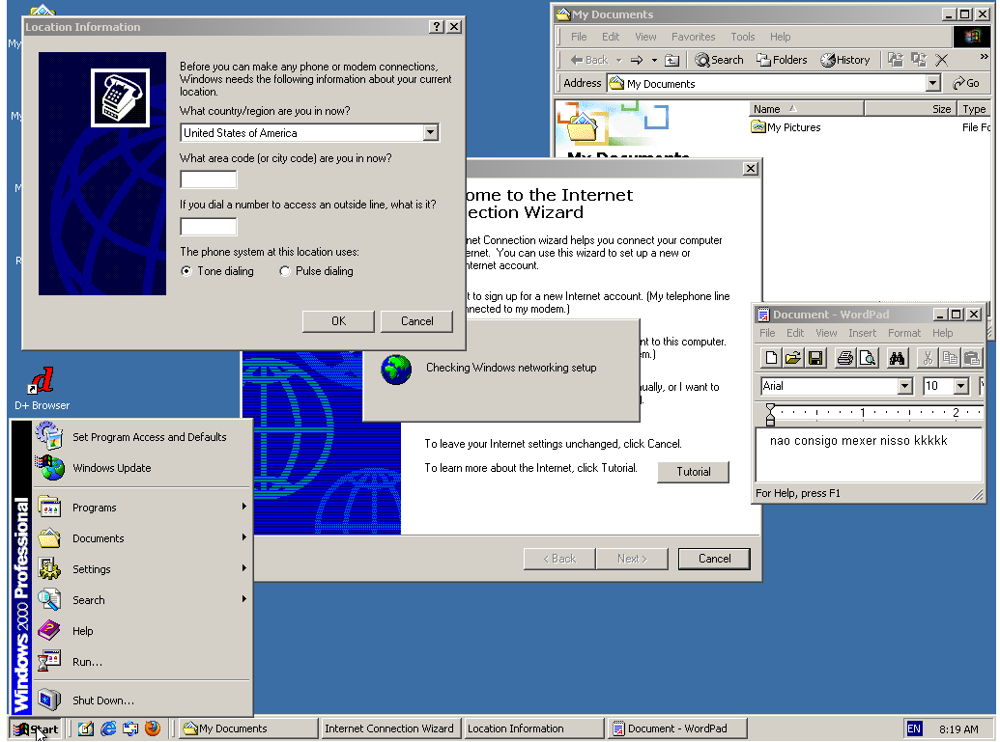 My
My
M
R
D+ Browser
Location Information
Before you can make any phone or modem connections,
Windows needs the following information about your current
location.
What country/region are you in now?
United States of America
What area code (or city code) are you in now?
If you dial a number to access an outside line, what is it?
The phone system at this location uses:
Tone dialing Pulse dialing
OK Cancel
My Documents
File Edit View Favorites Tools Help
Back Search Folders History »
Address My Documents Go
Name Size Type
My Pictures File Fo
My Documents
ome to the Internet
ection Wizard
net Connection wizard helps you connect your computer
ernet. You can use this wizard to set up a new or
nternet account.
t to sign up for a new Internet account. (My telephone line
nnected to my modem.)
nt to this computer.
em.)
nually, or I want to
).
Checking Windows networking setup
To leave your Internet settings unchanged, click Cancel.
To learn more about the Internet, click Tutorial. Tutorial
< Back Next > Cancel
Document - WordPad
File Edit View Insert Format Help
Arial 10
1 2
nao consigo mexer nisso kkkkk
For Help, press F1
Windows 2000 Professional
Set Program Access and Defaults
Windows Update
Programs
Documents
Settings
Search
Help
Run...
Shut Down...
Start My Documents Internet Connection Wizard Location Information Document - WordPad EN 8:19 AM